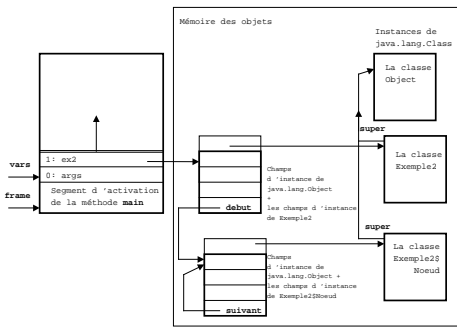 Mémoire des objets
Instances de
java.lang.Class
La classe
Object
super
1: ex2
vars
0: args
frame
Segment d 'activation
de la méthode main
Champs
d 'instance de
java.lang.Object
+
les champs d 'instance
de Exemple2
debut
La classe
Exemple2
super
Champs
d 'instance de
java.lang.Object +
les champs d 'instance
de Exemple2$Noeud
suivant
La classe
Exemple2$
Noeud